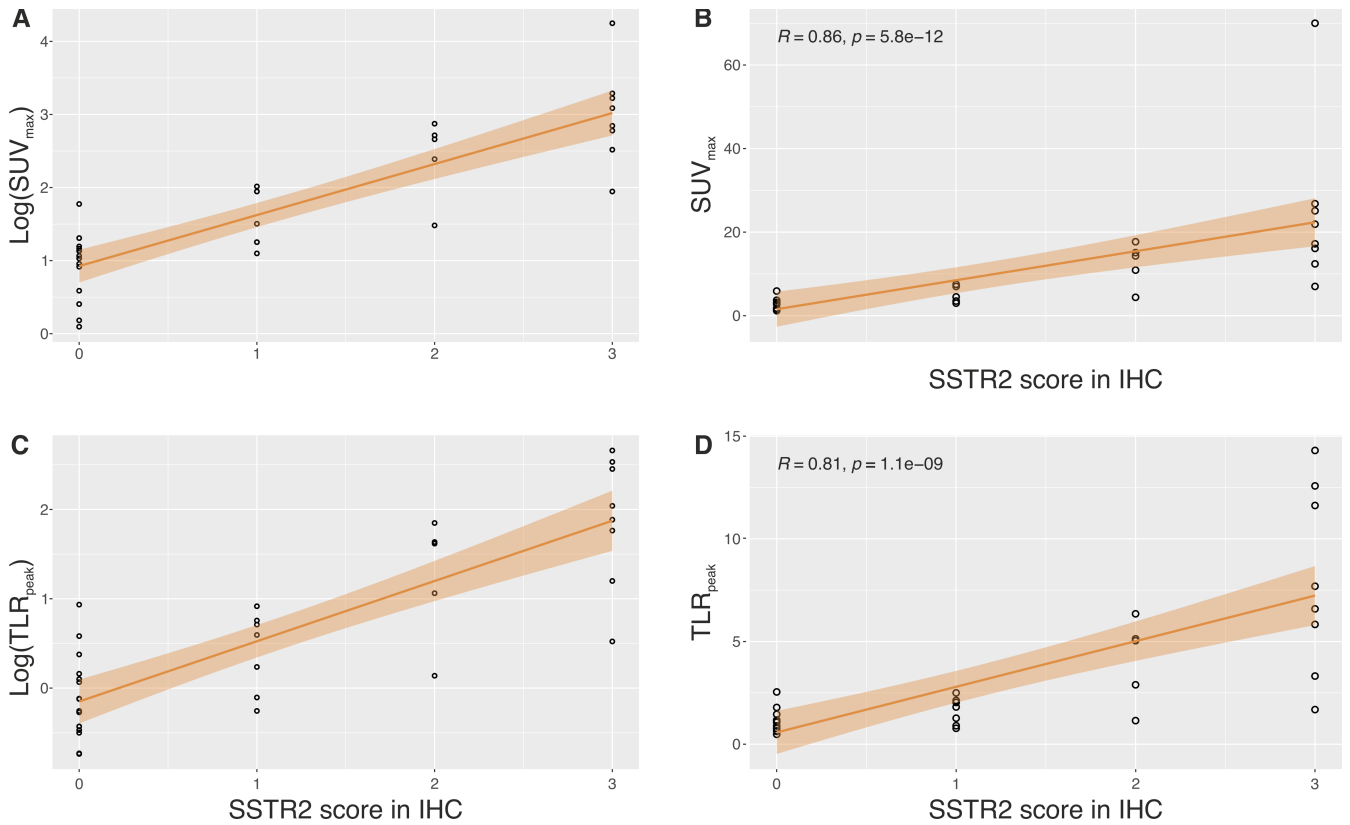 A
Log(SUVmax)
4
3
2
1
0
0 1 2 3
B
R = 0.86, p = 5.8e−12
SUVmax
60
40
20
0
SSTR2 score in IHC
C
Log(TLRpeak)
2
1
0
0 1 2 3
SSTR2 score in IHC
D
R = 0.81, p = 1.1e−09
TLRpeak
15
10
5
0
0 1 2 3
SSTR2 score in IHC